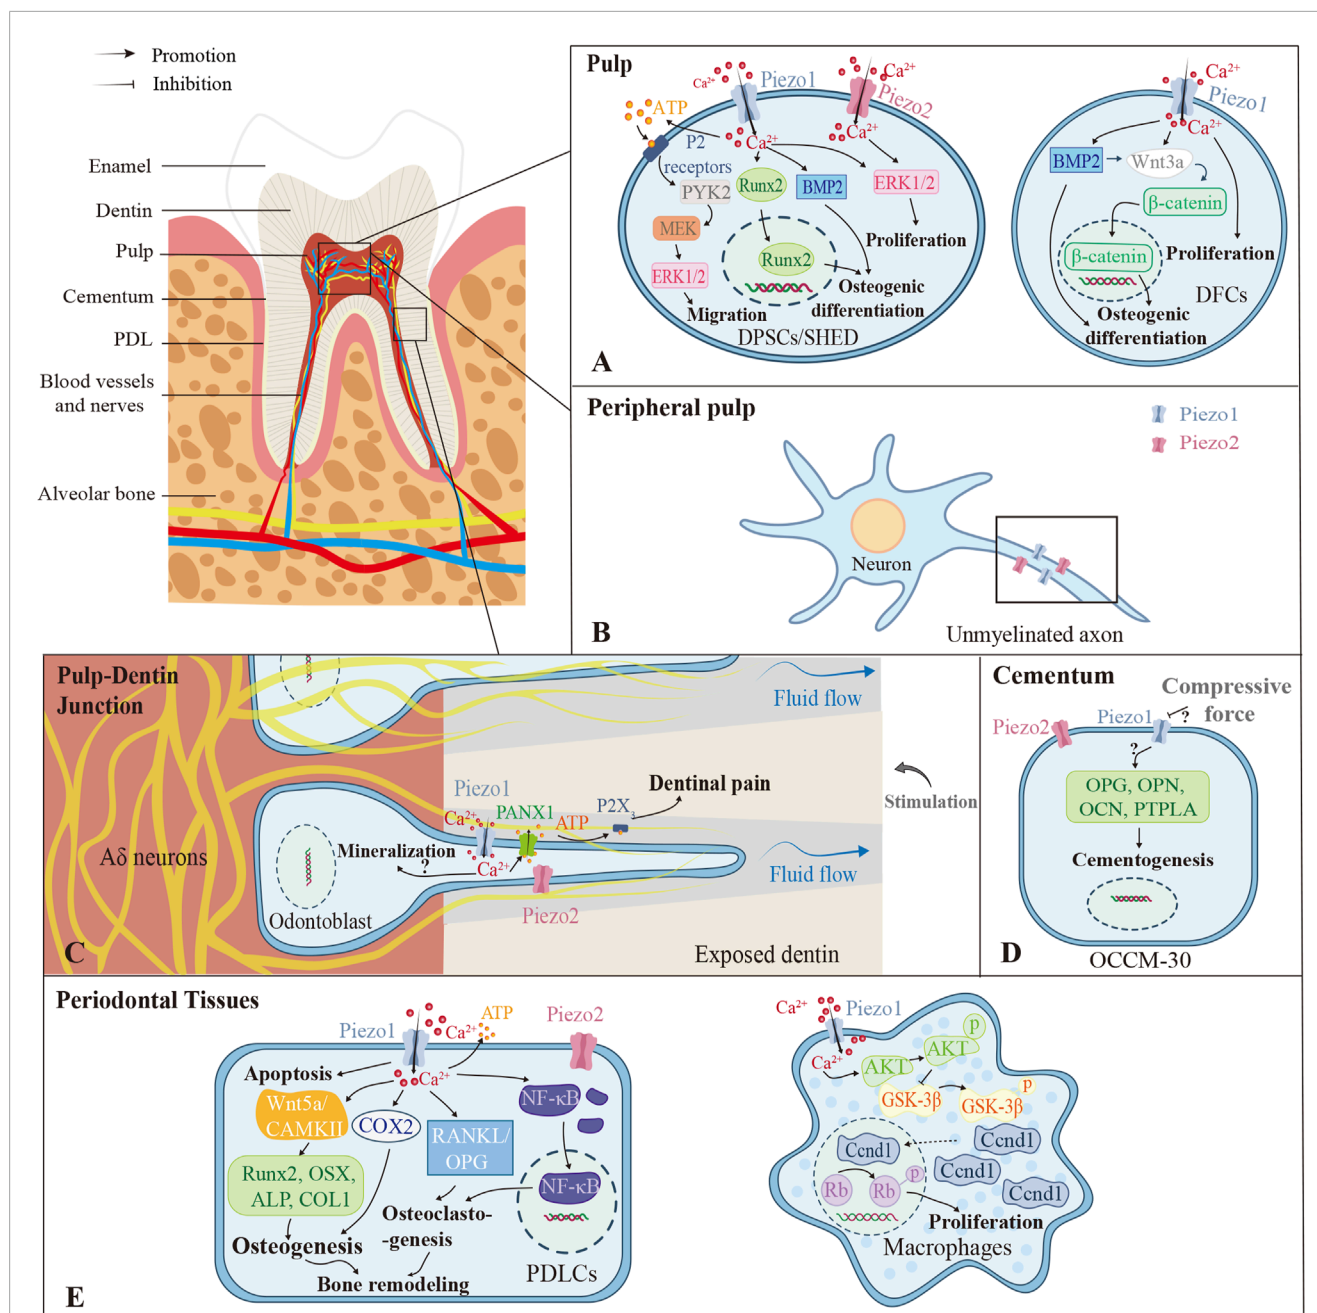 Promotion
Inhibition
Enamel
Dentin
Pulp
Cementum
PDL
Blood vessels
and nerves
Alveolar bone
Pulp
Ca²⁺
Piezo1
Ca²⁺
Piezo2
ATP
P2
receptors
Ca²⁺
Ca²⁺
PYK2
Runx2
BMP2
ERK1/2
MEK
Runx2
Proliferation
ERK1/2
Migration
Osteogenic
differentiation
DPSCs/SHED
A
Ca²⁺
Piezo1
Ca²⁺
BMP2
Wnt3a
β-catenin
β-catenin
Proliferation
DFCs
Osteogenic
differentiation
Peripheral pulp
Piezo1
Piezo2
Neuron
Unmyelinated axon
B
Pulp-Dentin
Junction
Fluid flow
Piezo1
Ca²⁺
PANX1
ATP
P2X₃
Dentinal pain
Stimulation
Aδ neurons
Mineralization
?
Ca²⁺
Fluid flow
Odontoblast
Piezo2
Exposed dentin
C
Cementum
Compressive
force
Piezo1
?
Piezo2
?
OPG, OPN,
OCN, PTPLA
Cementogenesis
D
OCCM-30
Periodontal Tissues
ATP
Piezo2
Piezo1
Ca²⁺
Apoptosis
Ca²⁺
Wnt5a/
CAMKII
COX2
RANKL/
OPG
NF-κB
Runx2, OSX,
ALP, COL1
NF-κB
Osteoclasto-
-genesis
Osteogenesis
Bone remodeling
PDLCs
E
Ca²⁺
Piezo1
Ca²⁺
AKT
AKT
p
GSK-3β
GSK-3β
p
Ccnd1
Ccnd1
Ccnd1
Ccnd1
Rb
Rb
p
Proliferation
Macrophages